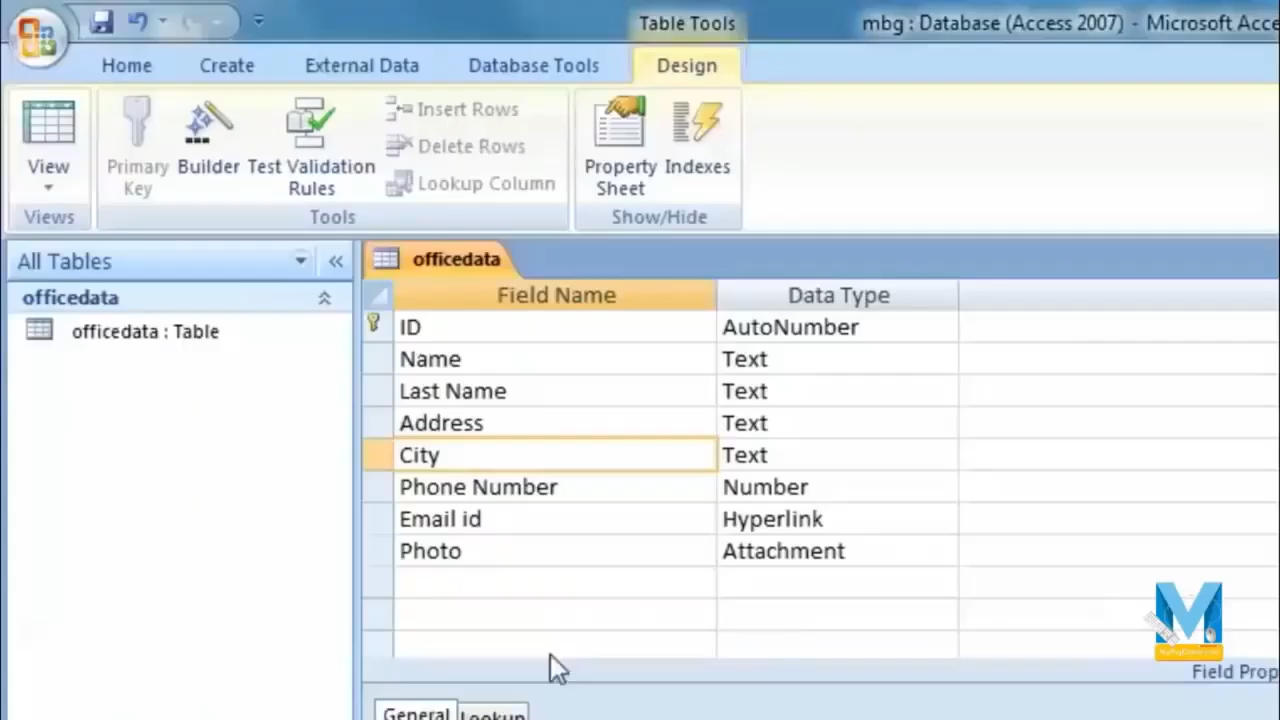 Table Tools
mbg : Database (Access 2007) - Microsoft Acce
Home Create External Data Database Tools Design
View
Primary Key
Builder
Test Validation Rules
Insert Rows
Delete Rows
Lookup Column
Property Sheet
Indexes
Views Tools Show/Hide
All Tables
officedata
officedata : Table
officedata
Field Name Data Type
ID AutoNumber
Name Text
Last Name Text
Address Text
City Text
Phone Number Number
Email id Hyperlink
Photo Attachment
Field Prop
General Lookup